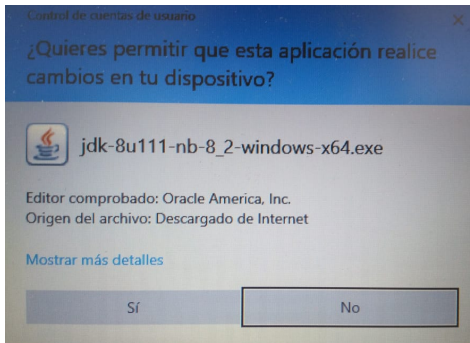 Control de cuentas de usuario
¿Quieres permitir que esta aplicación realice
cambios en tu dispositivo?
jdk-8u111-nb-8_2-windows-x64.exe
Editor comprobado: Oracle America, Inc.
Origen del archivo: Descargado de Internet
Mostrar más detalles
Sí
No